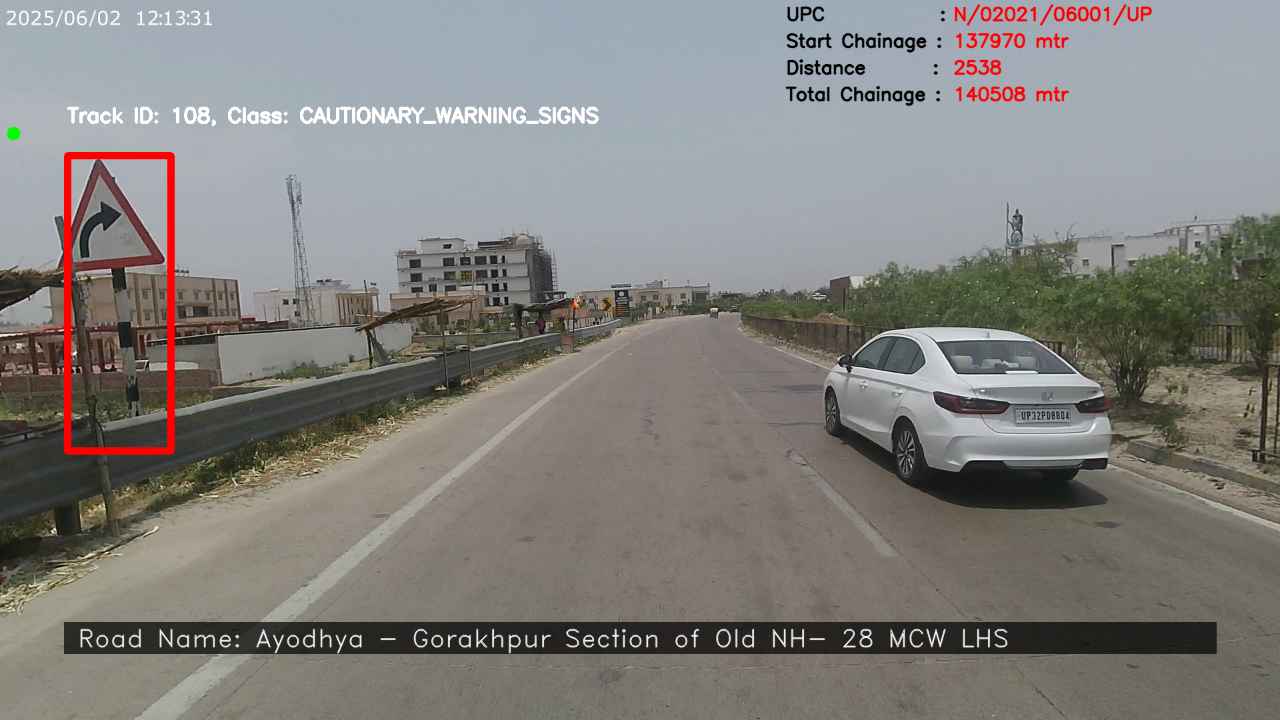 2025/06/02 12:13:31
UPC : N/02021/06001/UP
Start Chainage : 137970 mtr
Distance : 2538
Total Chainage : 140508 mtr
Track ID: 108, Class: CAUTIONARY_WARNING_SIGNS
UP32PD8804
Road Name: Ayodhya - Gorakhpur Section of Old NH- 28 MCW LHS